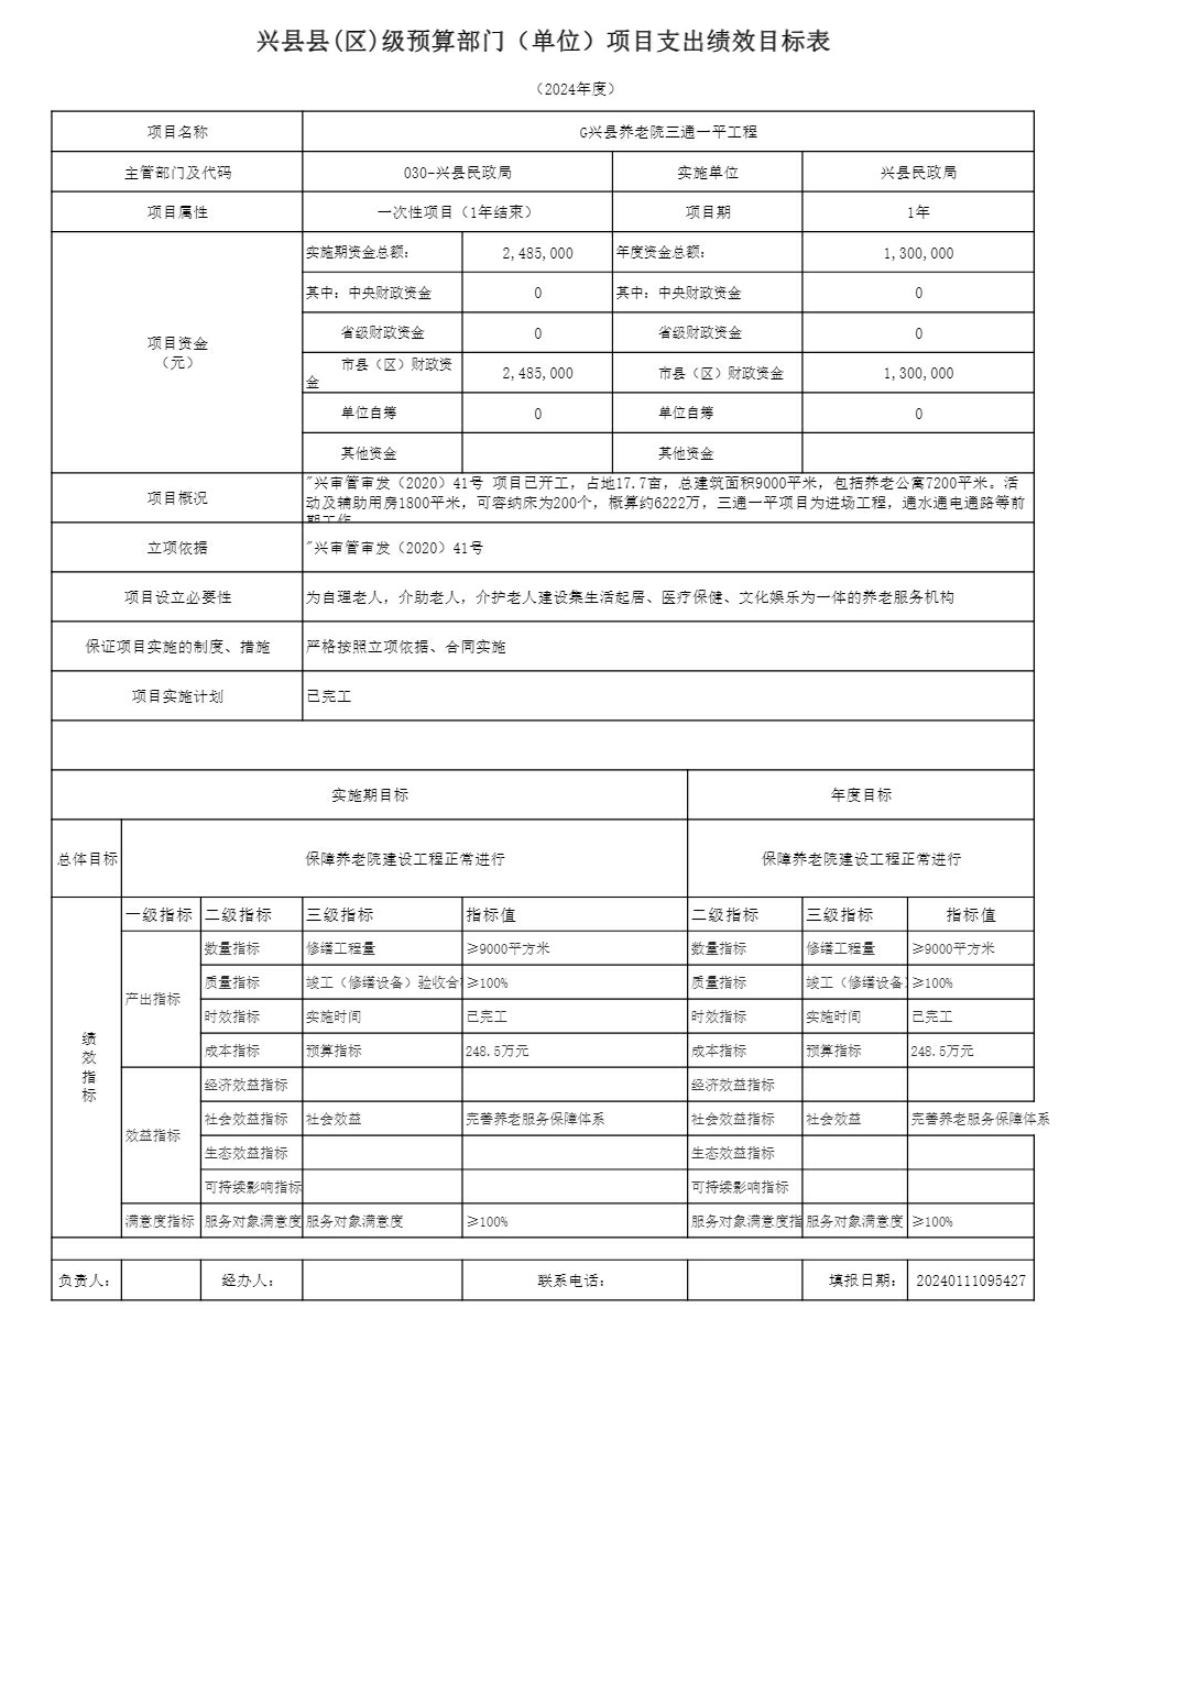 兴县县(区)级预算部门（单位）项目支出绩效目标表
（2024年度）
项目名称 G兴县养老院三通一平工程
主管部门及代码 030-兴县民政局 实施单位 兴县民政局
项目属性 一次性项目（1年结束） 项目期 1年
项目资金
（元）
实施期资金总额： 2,485,000 年度资金总额： 1,300,000
其中：中央财政资金 0 其中：中央财政资金 0
省级财政资金 0 省级财政资金 0
市县（区）财政资
金 2,485,000 市县（区）财政资金 1,300,000
单位自筹 0 单位自筹 0
其他资金 其他资金
项目概况
"兴审管审发（2020）41号 项目已开工，占地17.7亩，总建筑面积9000平米，包括养老公寓7200平米。活
动及辅助用房1800平米，可容纳床为200个，概算约6222万，三通一平项目为进场工程，通水通电通路等前
期工作
立项依据 "兴审管审发（2020）41号
项目设立必要性 为自理老人，介助老人，介护老人建设集生活起居、医疗保健、文化娱乐为一体的养老服务机构
保证项目实施的制度、措施 严格按照立项依据、合同实施
项目实施计划 已完工
实施期目标 年度目标
总体目标 保障养老院建设工程正常进行 保障养老院建设工程正常进行
绩效指标
一级指标 二级指标 三级指标 指标值 二级指标 三级指标 指标值
产出指标
数量指标 修缮工程量 ≥9000平方米 数量指标 修缮工程量 ≥9000平方米
质量指标 竣工（修缮设备）验收合 ≥100% 质量指标 竣工（修缮设备 ≥100%
时效指标 实施时间 已完工 时效指标 实施时间 已完工
成本指标 预算指标 248.5万元 成本指标 预算指标 248.5万元
效益指标
经济效益指标 经济效益指标
社会效益指标 社会效益 完善养老服务保障体系 社会效益指标 社会效益 完善养老服务保障体系
生态效益指标 生态效益指标
可持续影响指标 可持续影响指标
满意度指标 服务对象满意度 服务对象满意度 ≥100% 服务对象满意度指 服务对象满意度 ≥100%
负责人： 经办人： 联系电话： 填报日期： 20240111095427